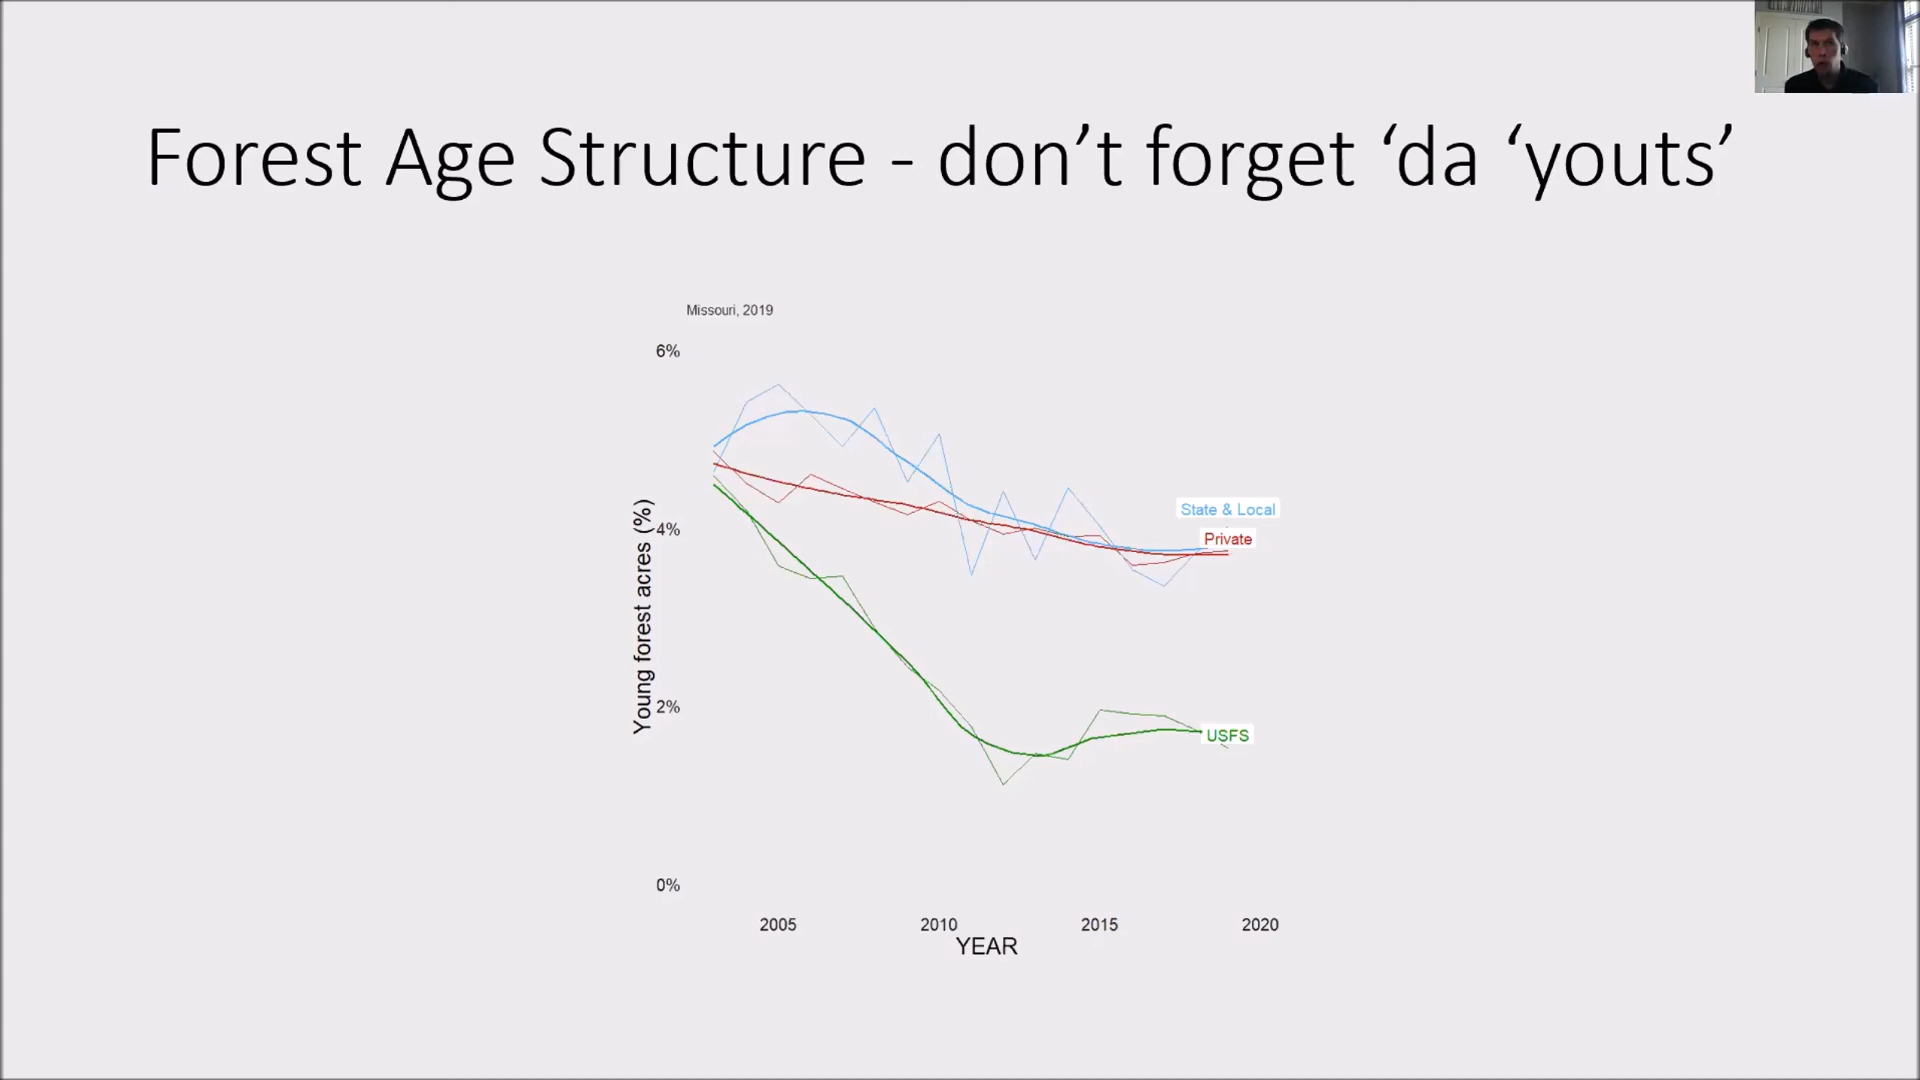 Forest Age Structure - don’t forget ‘da ‘youts’
Missouri, 2019
6%
4%
2%
0%
Young forest acres (%)
State & Local
Private
USFS
2005 2010 2015 2020
YEAR